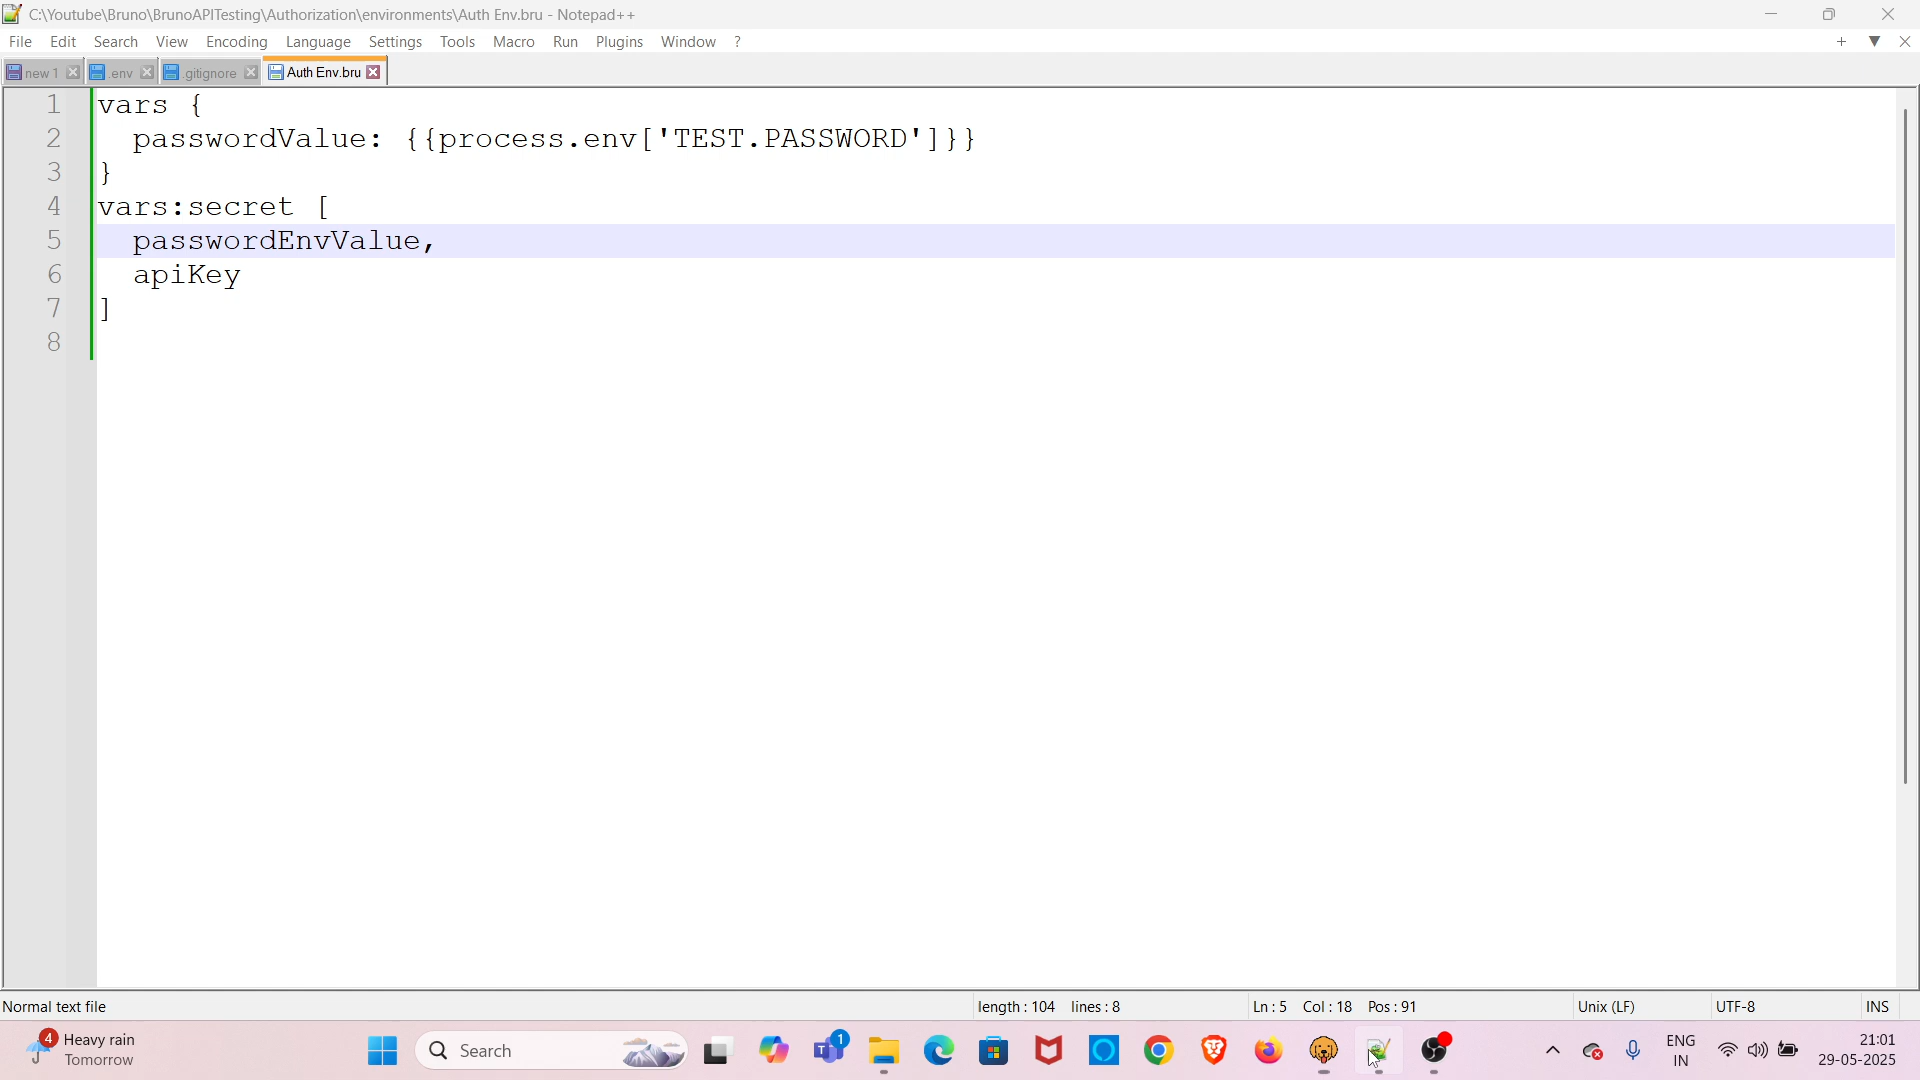 C:\Youtube\Bruno\BrunoAPITesting\Authorization\environments\Auth Env.bru - Notepad++
File Edit Search View Encoding Language Settings Tools Macro Run Plugins Window ?
new 1 .env .gitignore Auth Env.bru
1 vars {
2 passwordValue: {{process.env['TEST.PASSWORD']}}
3 }
4 vars:secret [
5 passwordEnvValue,
6 apiKey
7 ]
8
Normal text file length : 104 lines : 8 Ln : 5 Col : 18 Pos : 91 Unix (LF) UTF-8 INS
4 Heavy rain
Tomorrow
Search
1
ENG
IN
21:01
29-05-2025